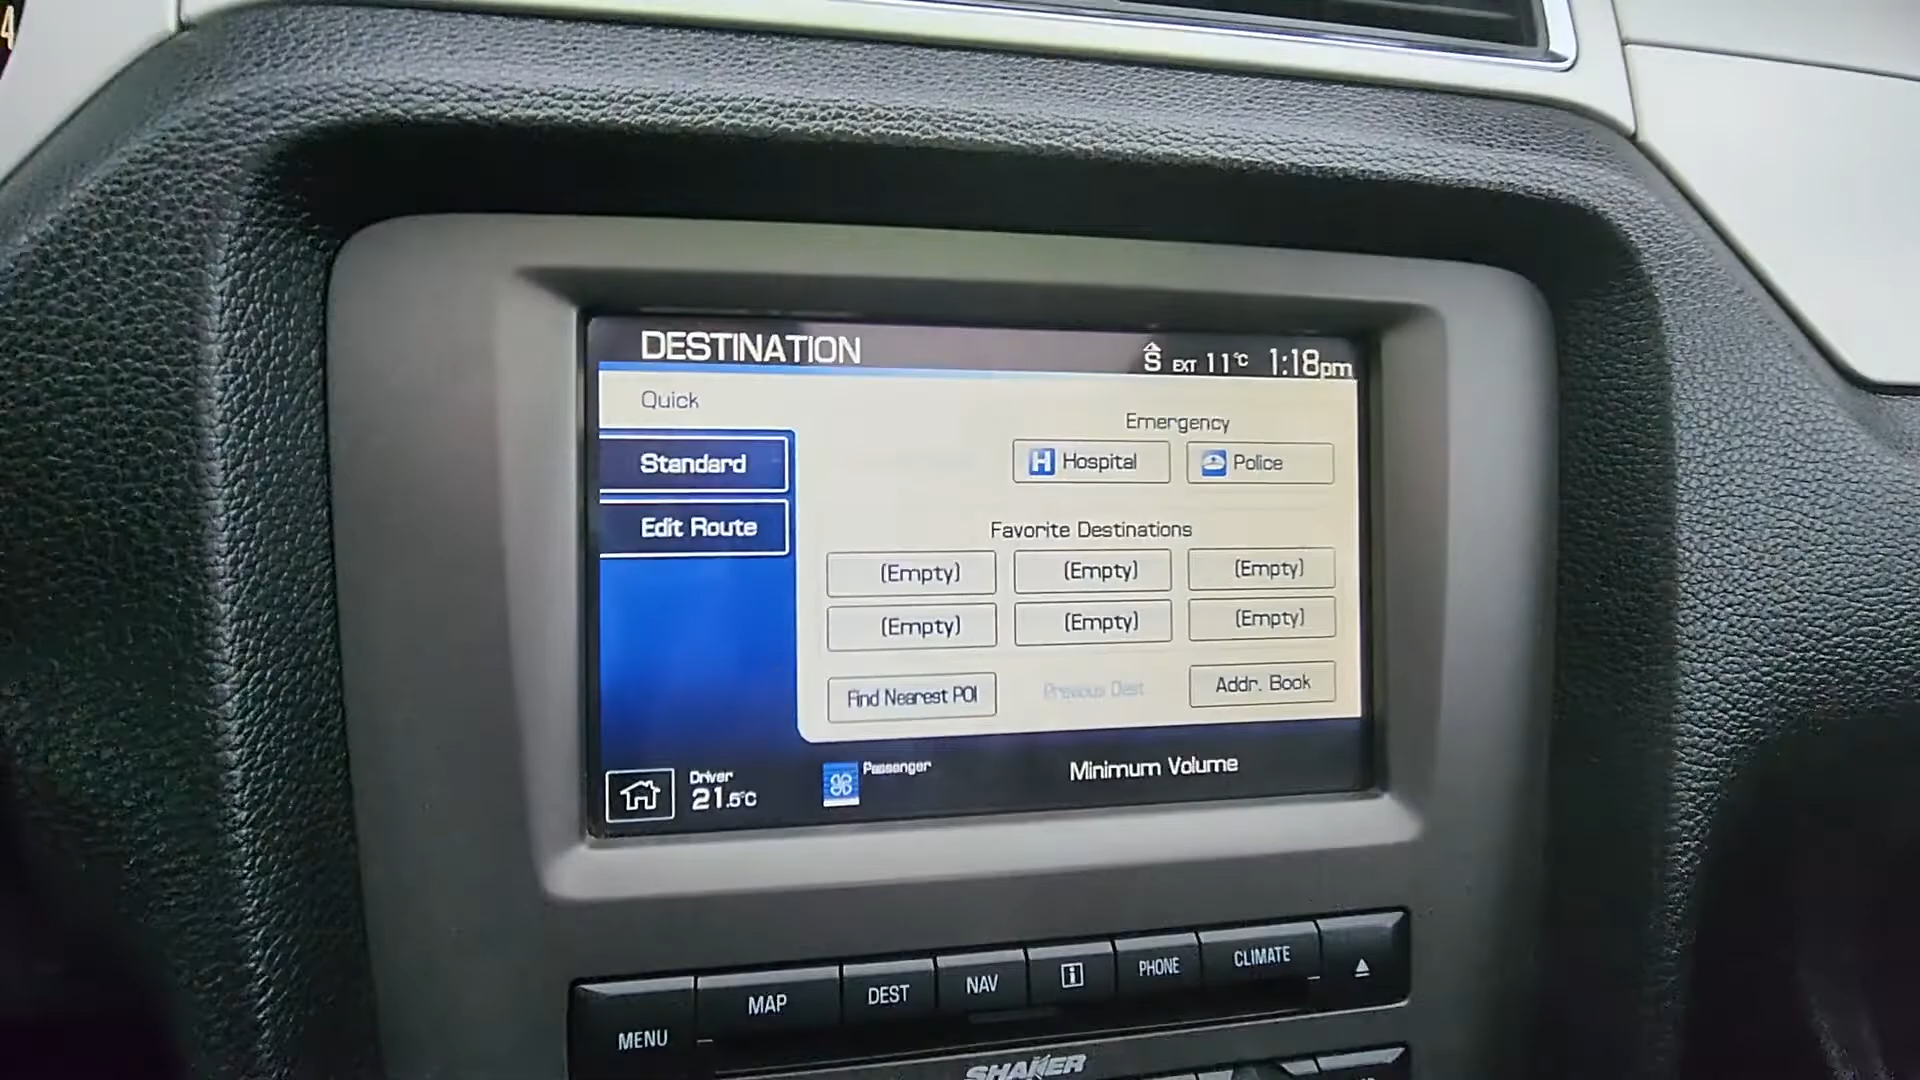 4
DESTINATION
S EXT 11°C 1:18pm
Quick
Standard
Edit Route
Emergency
H Hospital
Police
Favorite Destinations
(Empty) (Empty) (Empty)
(Empty) (Empty) (Empty)
Find Nearest POI Previous Dest. Addr. Book
Driver
21.5°C
Passenger
Minimum Volume
MENU MAP DEST NAV i PHONE CLIMATE
SHAKER